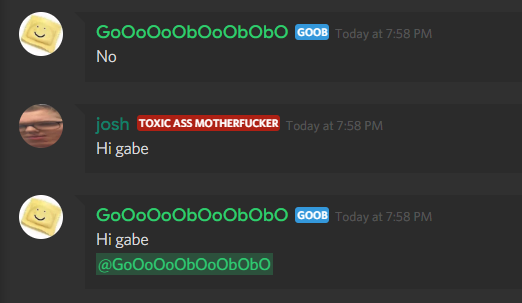 GoOoOoObOoObObO GOOB Today at 7:58 PM
No
josh TOXIC ASS MOTHERFUCKER Today at 7:58 PM
Hi gabe
GoOoOoObOoObObO GOOB Today at 7:58 PM
Hi gabe
@GoOoOoObOoObObO